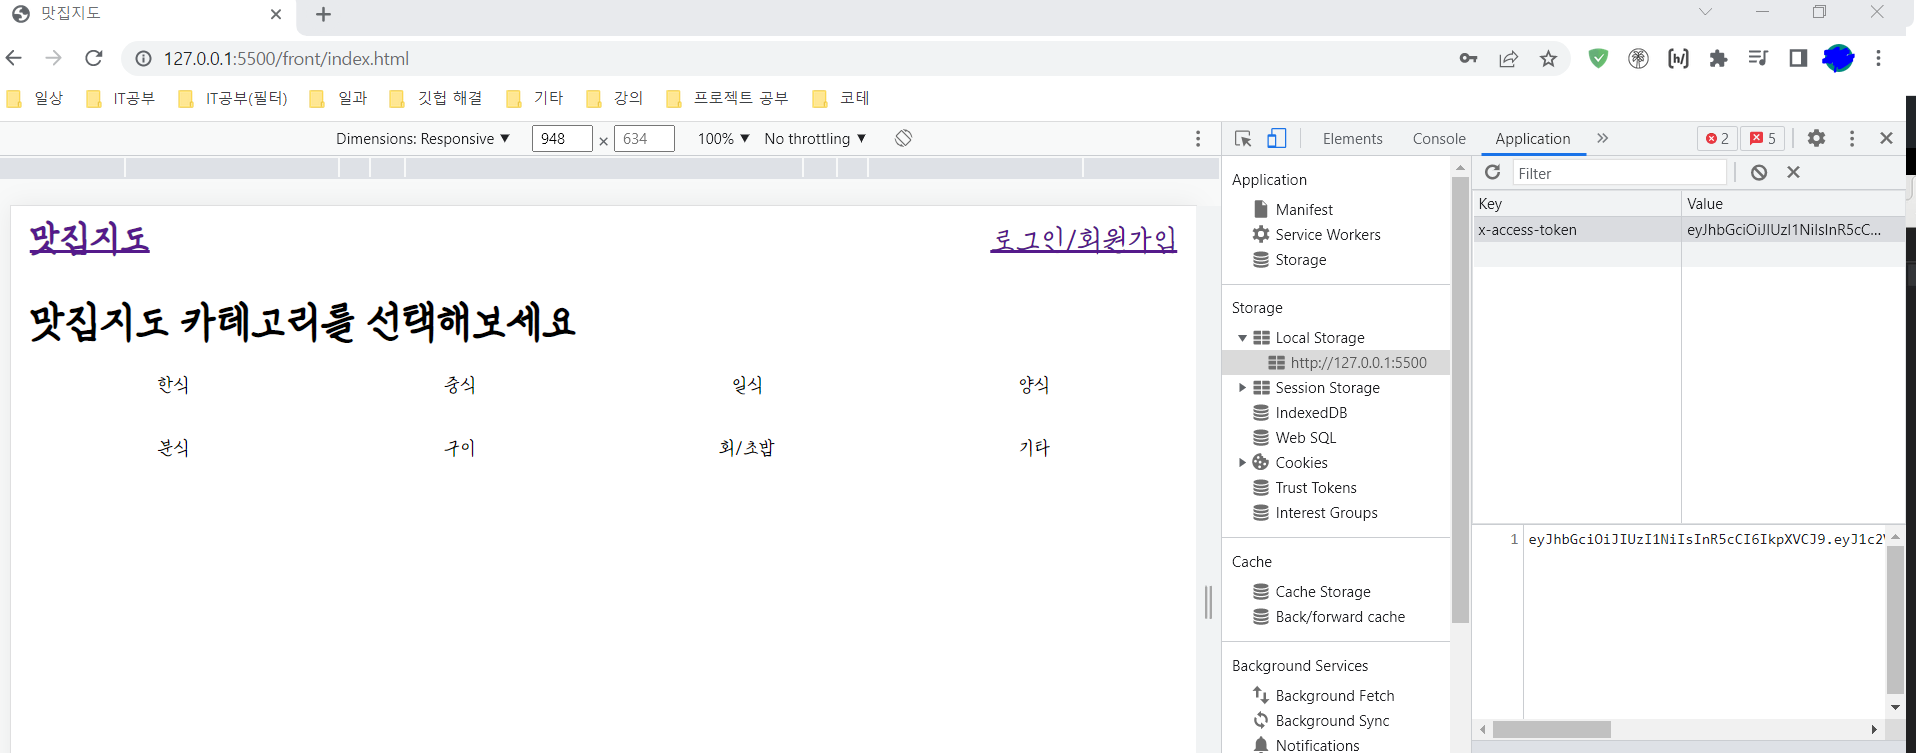 맛집지도
127.0.0.1:5500/front/index.html
일상 IT공부 IT공부(필터) 일과 깃헙 해결 기타 강의 프로젝트 공부 코테
Dimensions: Responsive ▼ 948 × 634 100% ▼ No throttling ▼
Elements Console Application » 2 5
맛집지도 로그인/회원가입
맛집지도 카테고리를 선택해보세요
한식 중식 일식 양식
분식 구이 회/초밥 기타
Application
Manifest
Service Workers
Storage
Storage
Local Storage
http://127.0.0.1:5500
Session Storage
IndexedDB
Web SQL
Cookies
Trust Tokens
Interest Groups
Cache
Cache Storage
Back/forward cache
Background Services
Background Fetch
Background Sync
Notifications
Filter
Key Value
x-access-token eyJhbGciOiJIUzI1NiIsInR5cC...
1 eyJhbGciOiJIUzI1NiIsInR5cCI6IkpXVCJ9.eyJ1c2V